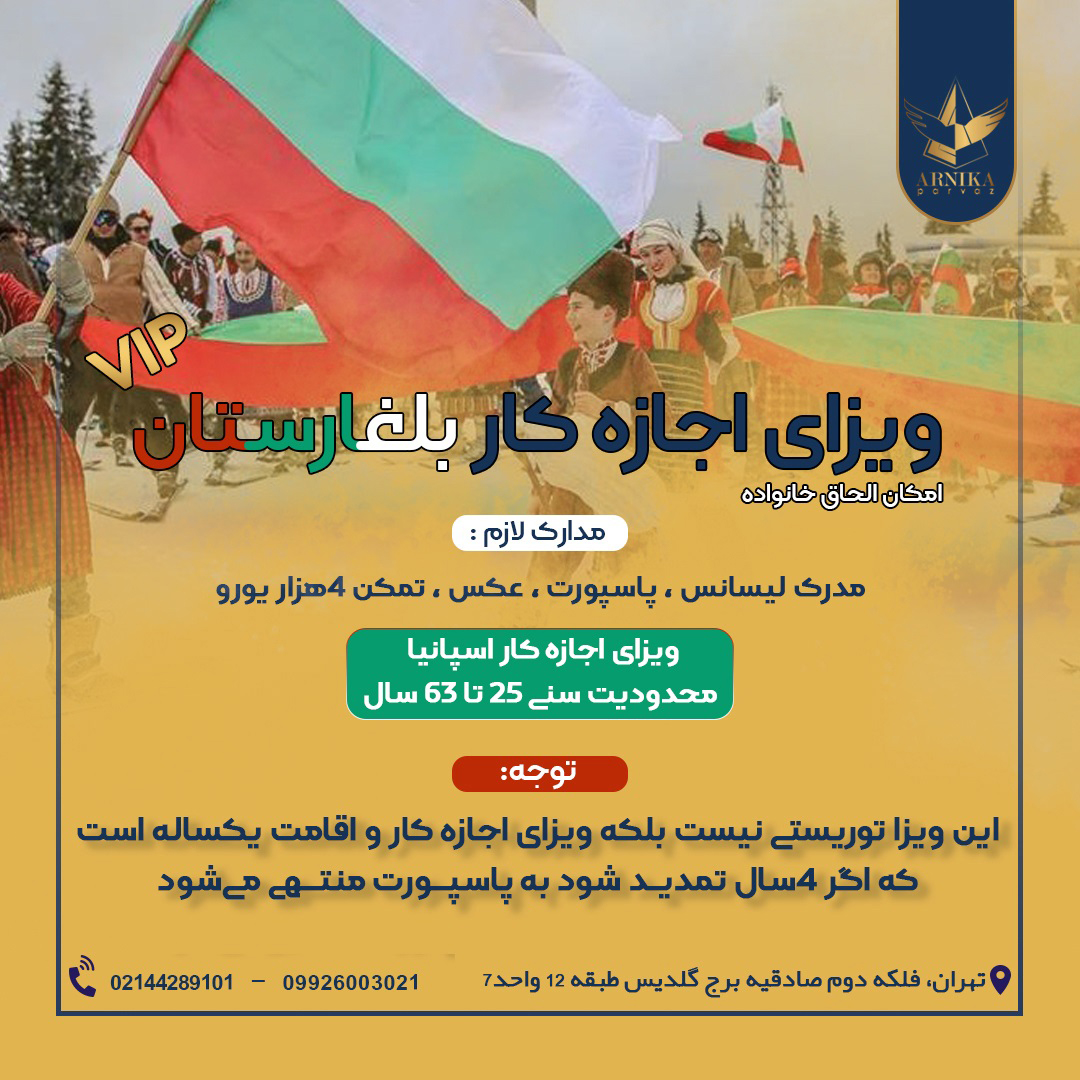 ARNIKA
parvaz
VIP
ویزای اجازه کار بلغارستان
امکان الحاق خانواده
مدارک لازم :
مدرک لیسانس ، پاسپورت ، عکس ، تمکن 4هزار یورو
ویزای اجازه کار اسپانیا
محدودیت سنی 25 تا 63 سال
توجه:
این ویزا توریستی نیست بلکه ویزای اجازه کار و اقامت یکساله است
که اگر 4سال تمدیـد شود به پاسپـورت منتـهی می‌شود
تهران، فلکه دوم صادقیه برج گلدیس طبقه 12 واحد7
02144289101 – 09926003021